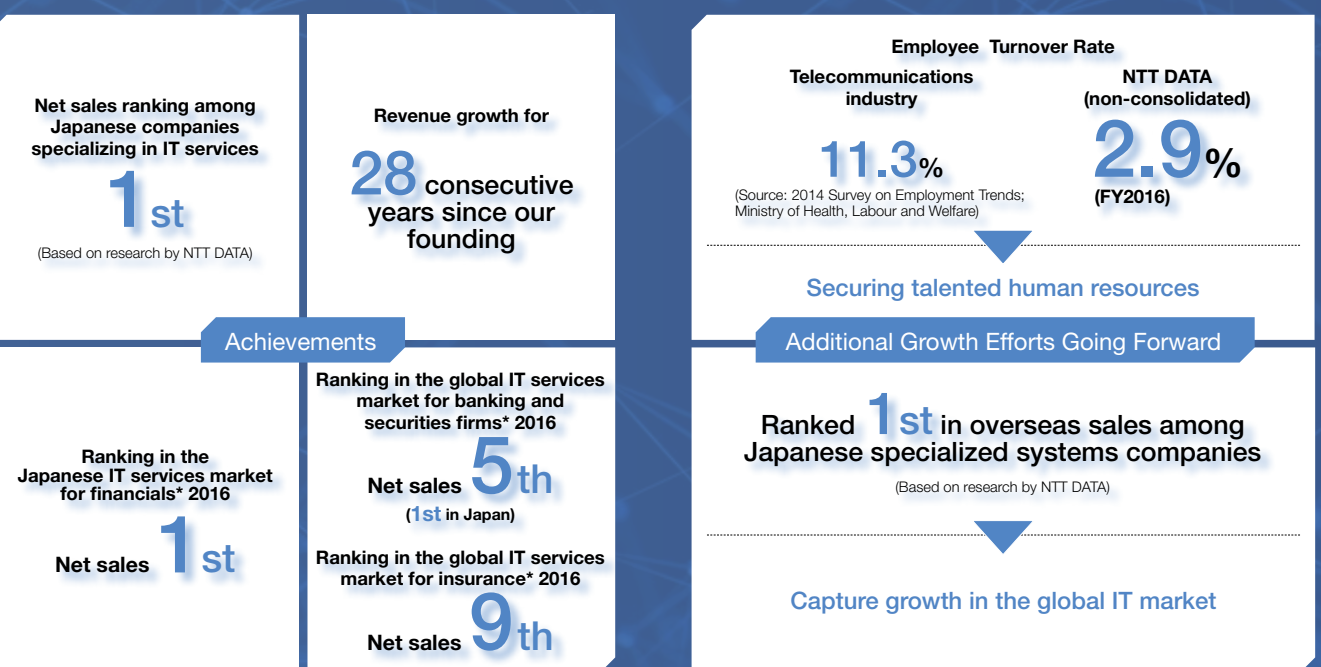 Net sales ranking among
Japanese companies
specializing in IT services
1st
(Based on research by NTT DATA)
Revenue growth for
28 consecutive
years since our
founding
Achievements
Ranking in the
Japanese IT services market
for financials* 2016
Net sales 1st
Ranking in the global IT services
market for banking and
securities firms* 2016
Net sales 5th
(1st in Japan)
Ranking in the global IT services
market for insurance* 2016
Net sales 9th
Employee Turnover Rate
Telecommunications
industry
11.3%
(Source: 2014 Survey on Employment Trends;
Ministry of Health, Labour and Welfare)
NTT DATA
(non-consolidated)
2.9%
(FY2016)
Securing talented human resources
Additional Growth Efforts Going Forward
Ranked 1st in overseas sales among
Japanese specialized systems companies
(Based on research by NTT DATA)
Capture growth in the global IT market